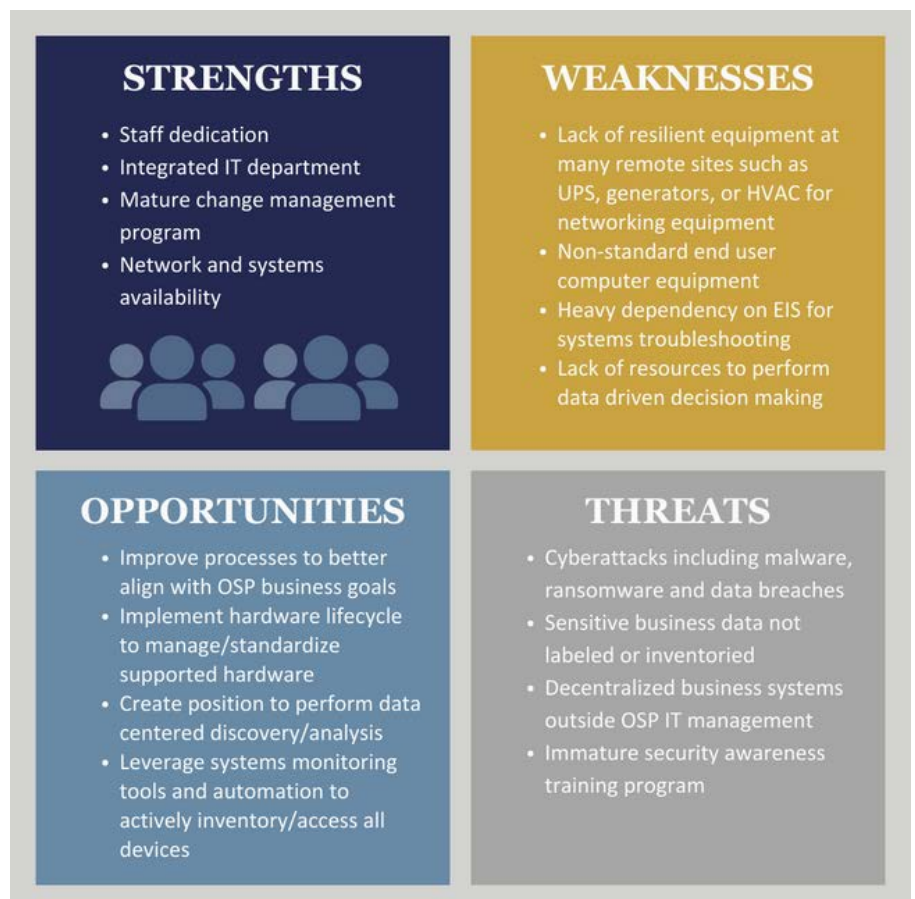 STRENGTHS
• Staff dedication
• Integrated IT department
• Mature change management
program
• Network and systems
availability
WEAKNESSES
• Lack of resilient equipment at
many remote sites such as
UPS, generators, or HVAC for
networking equipment
• Non-standard end user
computer equipment
• Heavy dependency on EIS for
systems troubleshooting
• Lack of resources to perform
data driven decision making
OPPORTUNITIES
• Improve processes to better
align with OSP business goals
• Implement hardware lifecycle
to manage/standardize
supported hardware
• Create position to perform data
centered discovery/analysis
• Leverage systems monitoring
tools and automation to
actively inventory/access all
devices
THREATS
• Cyberattacks including malware,
ransomware and data breaches
• Sensitive business data not
labeled or inventoried
• Decentralized business systems
outside OSP IT management
• Immature security awareness
training program